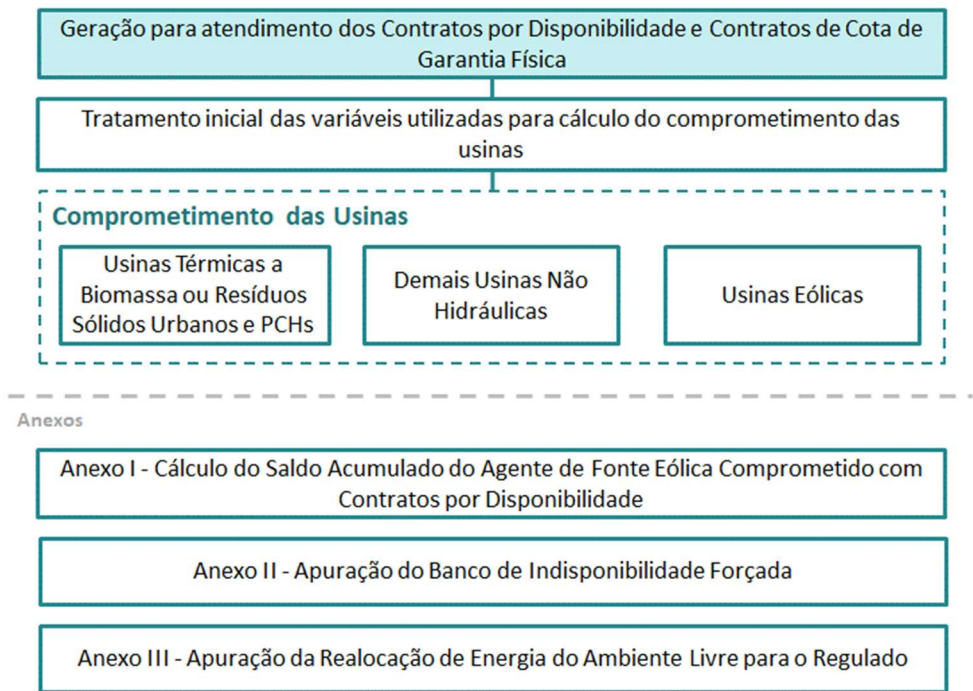 Geração para atendimento dos Contratos por Disponibilidade e Contratos de Cota de
Garantia Física
Tratamento inicial das variáveis utilizadas para cálculo do comprometimento das
usinas
Comprometimento das Usinas
Usinas Térmicas a
Biomassa ou Resíduos
Sólidos Urbanos e PCHs
Demais Usinas Não
Hidráulicas
Usinas Eólicas
Anexos
Anexo I - Cálculo do Saldo Acumulado do Agente de Fonte Eólica Comprometido com
Contratos por Disponibilidade
Anexo II - Apuração do Banco de Indisponibilidade Forçada
Anexo III - Apuração da Realocação de Energia do Ambiente Livre para o Regulado